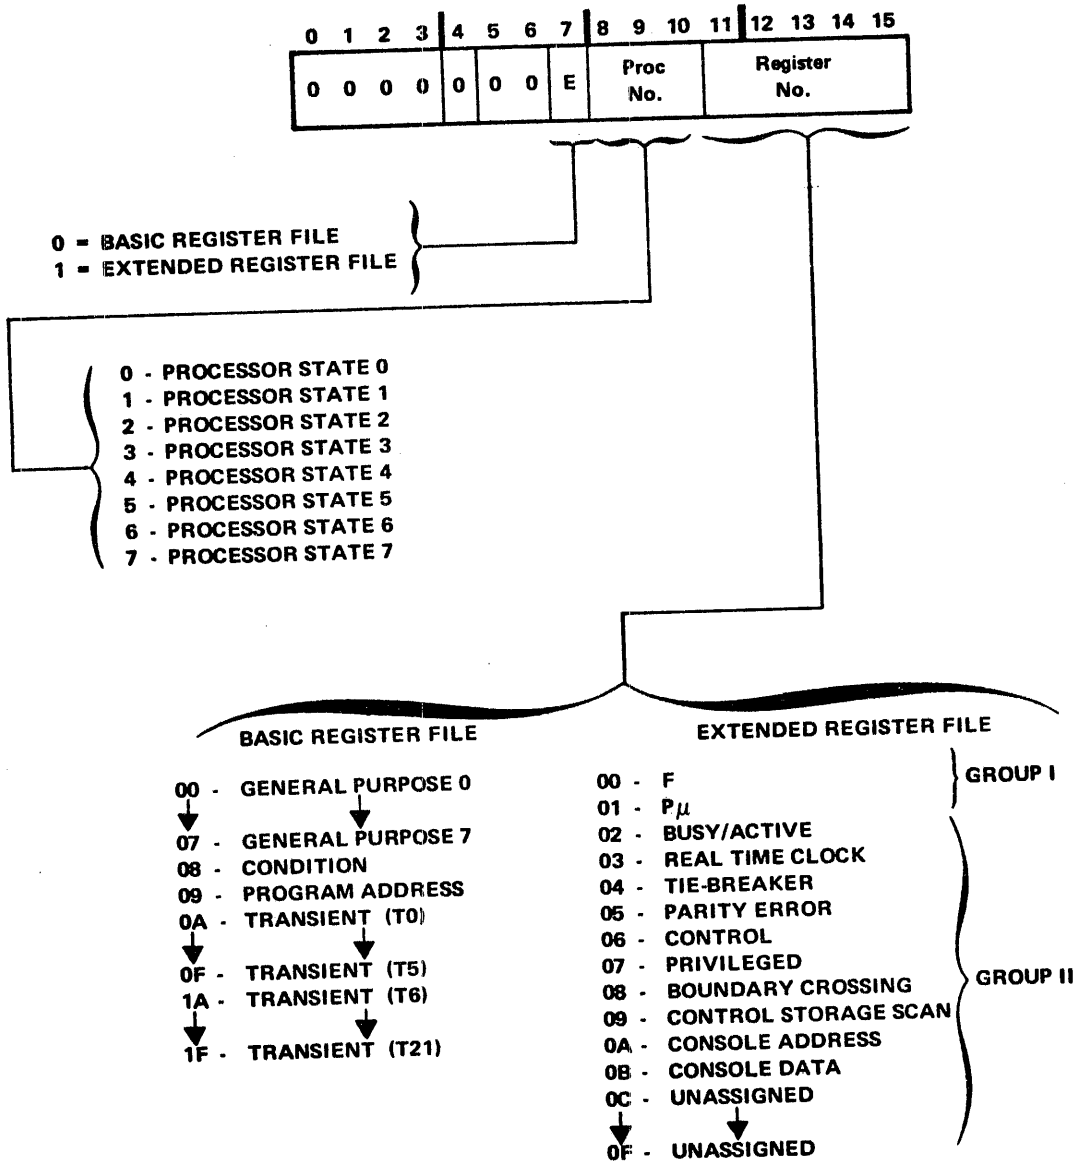 0 1 2 3 4 5 6 7 8 9 10 11 12 13 14 15
0 0 0 0 0 0 0 E Proc No. Register No.
0 = BASIC REGISTER FILE
1 = EXTENDED REGISTER FILE
0 - PROCESSOR STATE 0
1 - PROCESSOR STATE 1
2 - PROCESSOR STATE 2
3 - PROCESSOR STATE 3
4 - PROCESSOR STATE 4
5 - PROCESSOR STATE 5
6 - PROCESSOR STATE 6
7 - PROCESSOR STATE 7
BASIC REGISTER FILE
00 - GENERAL PURPOSE 0
07 - GENERAL PURPOSE 7
08 - CONDITION
09 - PROGRAM ADDRESS
0A - TRANSIENT (T0)
0F - TRANSIENT (T5)
1A - TRANSIENT (T6)
1F - TRANSIENT (T21)
EXTENDED REGISTER FILE
00 - F
01 - Pμ
GROUP I
02 - BUSY/ACTIVE
03 - REAL TIME CLOCK
04 - TIE-BREAKER
05 - PARITY ERROR
06 - CONTROL
07 - PRIVILEGED
08 - BOUNDARY CROSSING
09 - CONTROL STORAGE SCAN
0A - CONSOLE ADDRESS
0B - CONSOLE DATA
0C - UNASSIGNED
0F - UNASSIGNED
GROUP II